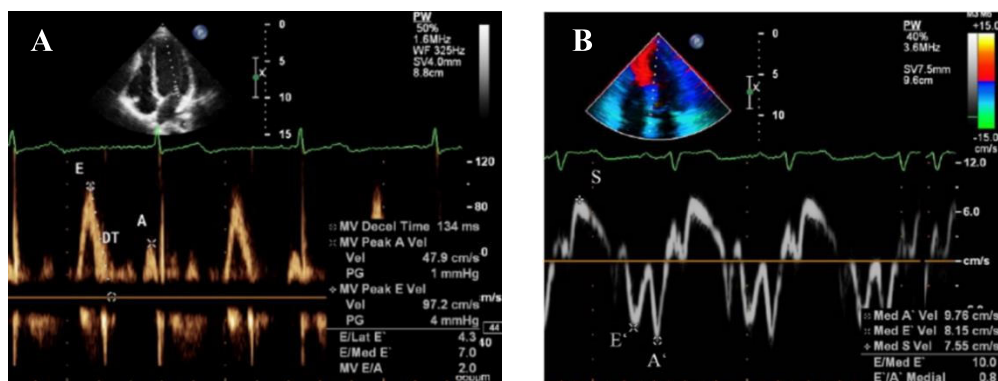 A
PW
50%
1.6MHz
WF 325Hz
SV4.0mm
8.8cm
0
5
X
10
15
120
80
E
A
DT
MV Decel Time 134 ms
MV Peak A Vel
Vel 47.9 cm/s
PG 1 mmHg
MV Peak E Vel
Vel 97.2 cm/s
PG 4 mmHg
E/Lat E` 4.3
E/Med E` 7.0
MV E/A 2.0
44
B
PW
40%
3.6MHz
SV7.5mm
9.6cm
0
5
X
10
+15.0
-15.0
cm/s
12.0
6.0
cm/s
S
E‘
A‘
Med A` Vel 9.76 cm/s
Med E` Vel 8.15 cm/s
Med S Vel 7.55 cm/s
E/Med E` 10.0
E`/A` Medial 0.8